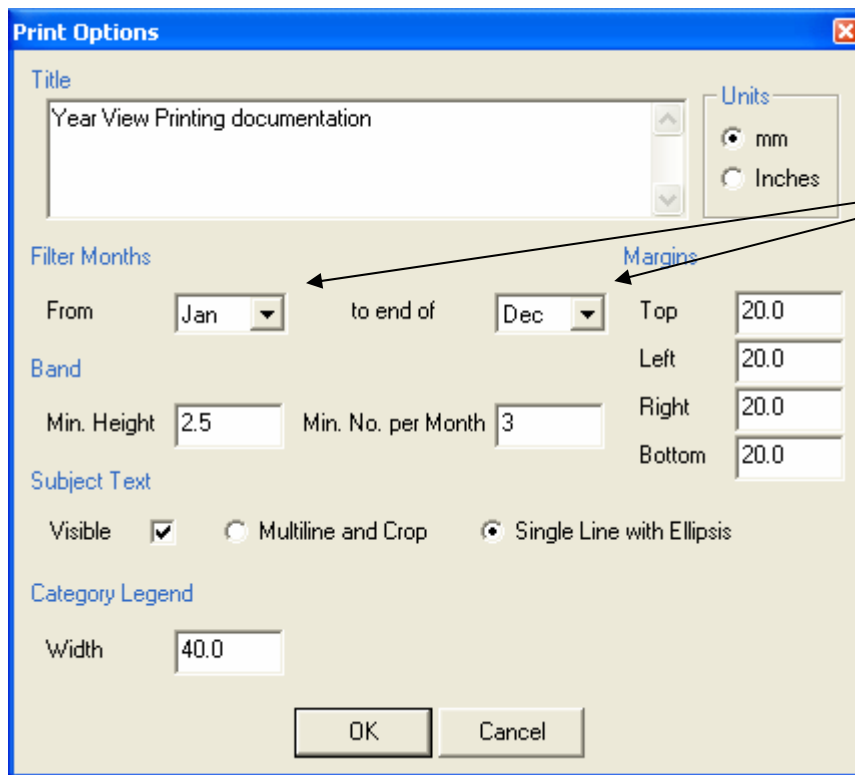 Print Options
Title
Year View Printing documentation
Units
mm
Inches
Filter Months
From Jan to end of Dec
Margins
Top 20.0
Left 20.0
Right 20.0
Bottom 20.0
Band
Min. Height 2.5 Min. No. per Month 3
Subject Text
Visible Multiline and Crop Single Line with Ellipsis
Category Legend
Width 40.0
OK Cancel